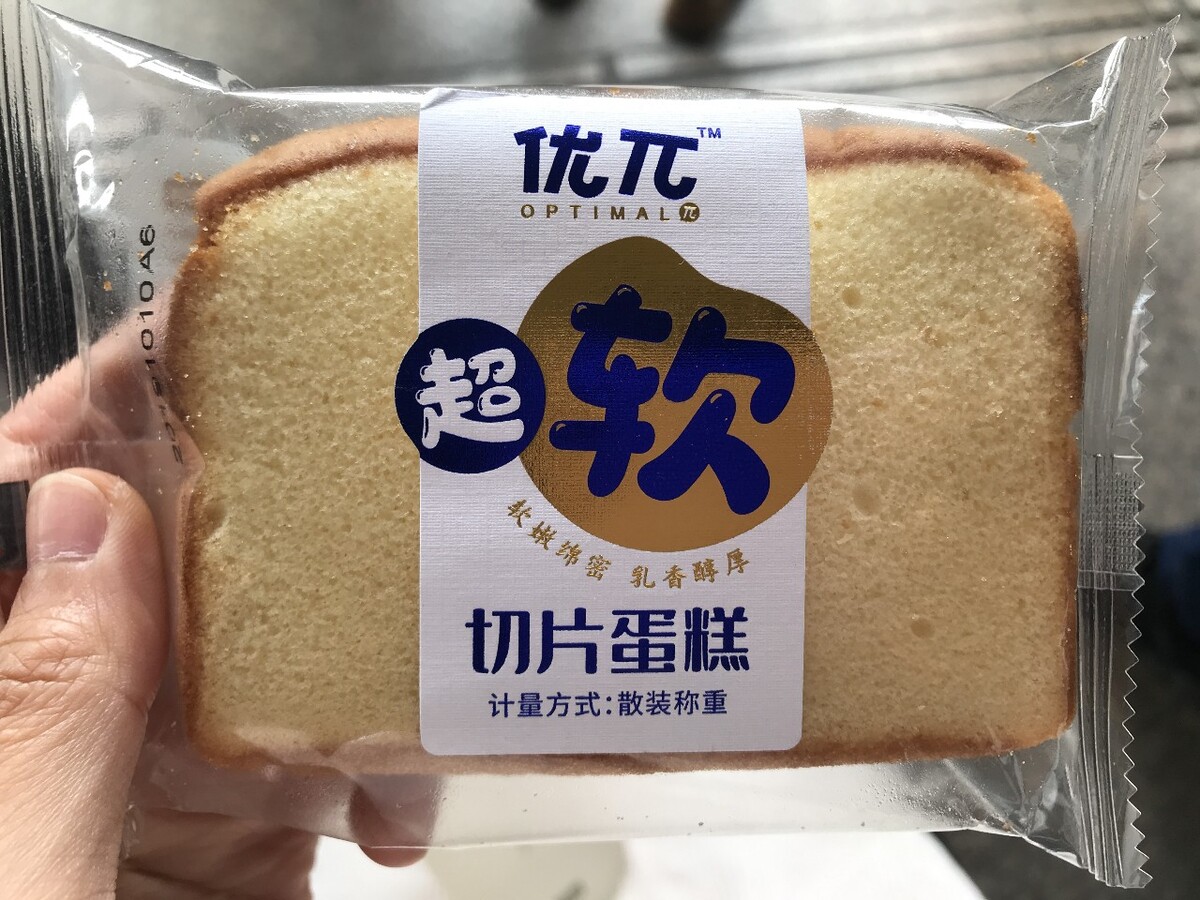 优兀™
OPTIMAL π
超软
软嫩绵密 乳香醇厚
切片蛋糕
计量方式：散装称重